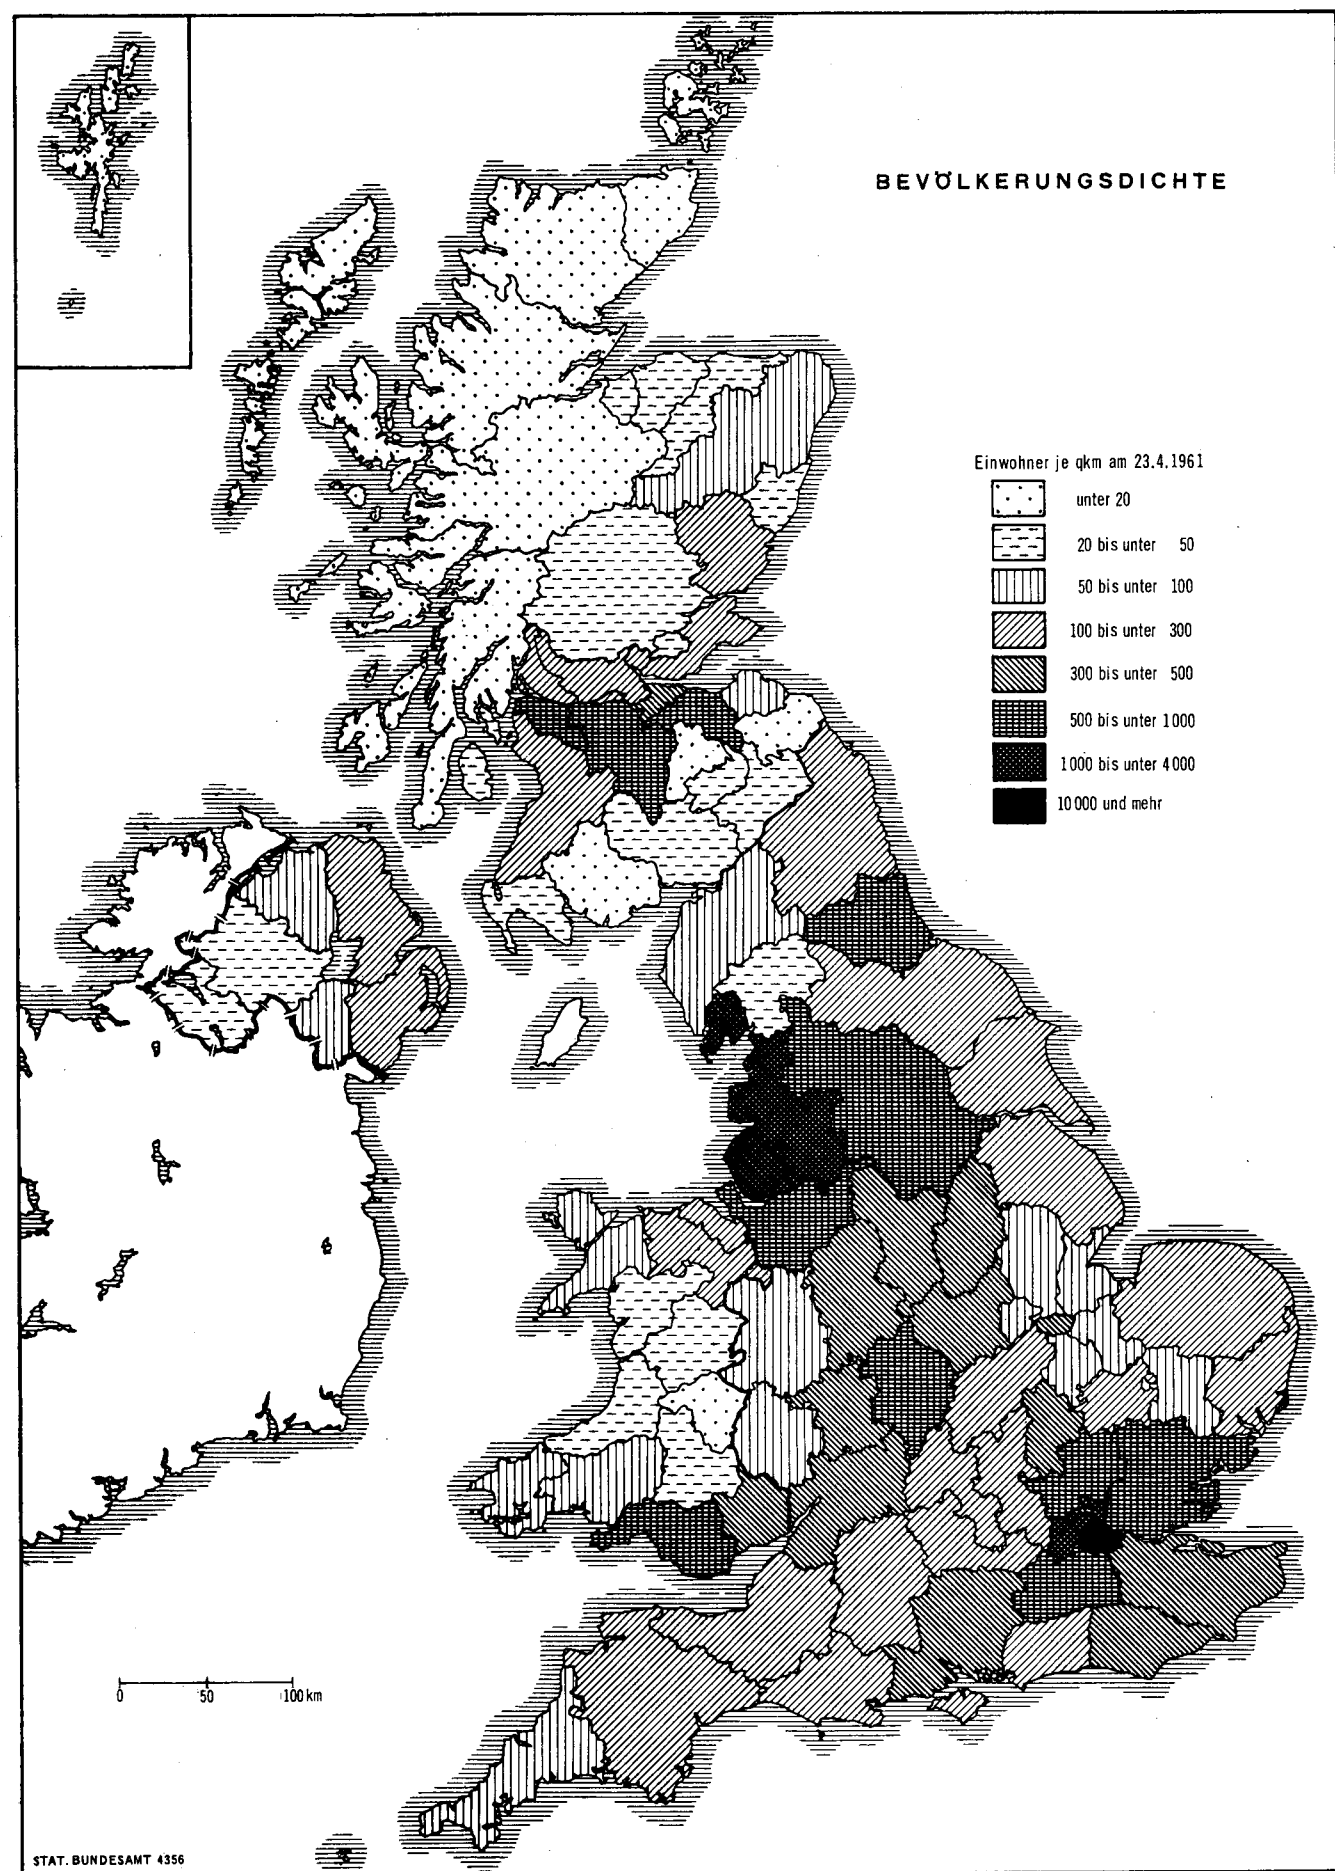 BEVÖLKERUNGSDICHTE
Einwohner je qkm am 23.4.1961
unter 20
20 bis unter 50
50 bis unter 100
100 bis unter 300
300 bis unter 500
500 bis unter 1000
1000 bis unter 4000
10000 und mehr
0 50 100 km
STAT. BUNDESAMT 4356